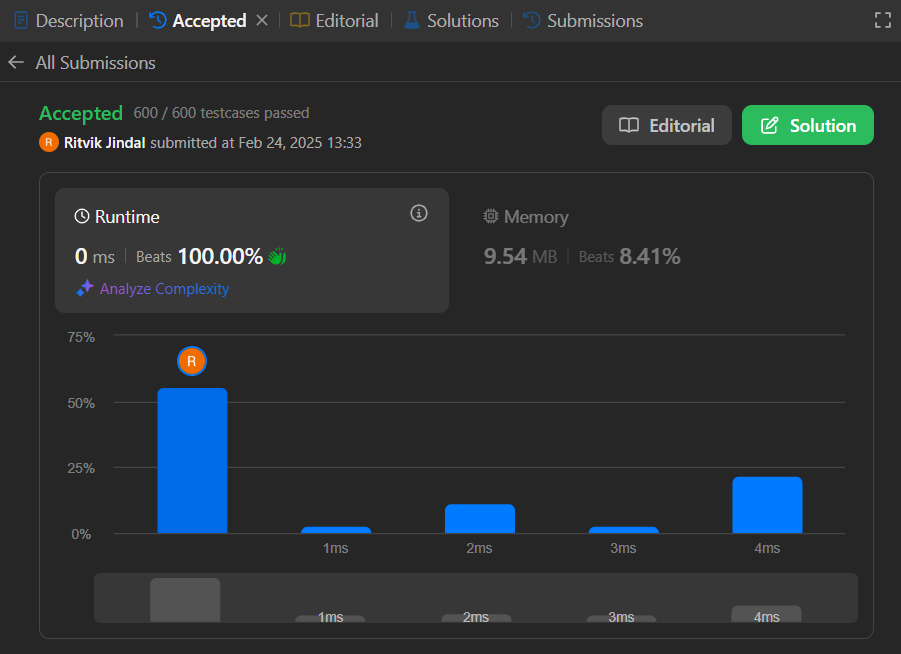 Description | Accepted × Editorial | Solutions | Submissions
← All Submissions
Accepted 600 / 600 testcases passed
R Ritvik Jindal submitted at Feb 24, 2025 13:33
Editorial
Solution
Runtime
0 ms | Beats 100.00%
Analyze Complexity
Memory
9.54 MB | Beats 8.41%
75%
R
50%
25%
0%
1ms 2ms 3ms 4ms
1ms 2ms 3ms 4ms